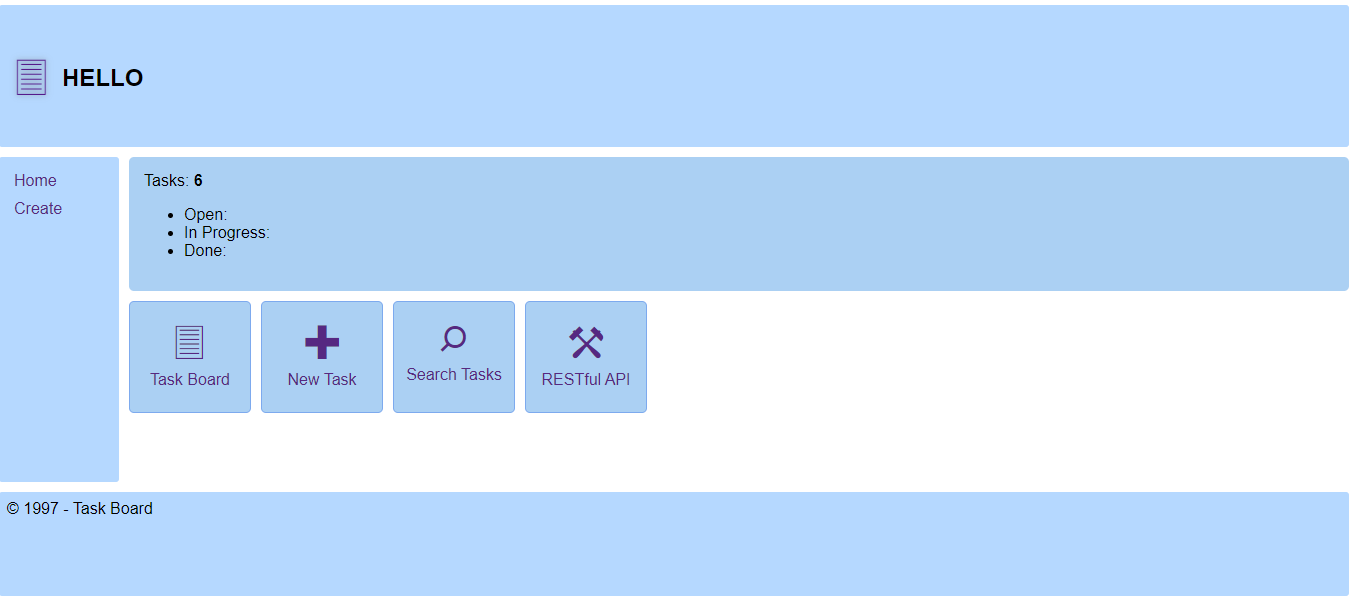 HELLO
Home
Create
Tasks: 6
Open:
In Progress:
Done:
Task Board
New Task
Search Tasks
RESTful API
© 1997 - Task Board